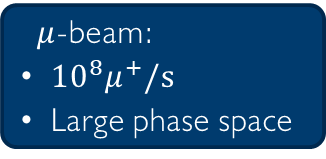 μ-beam:
• 10⁸μ⁺/s
• Large phase space